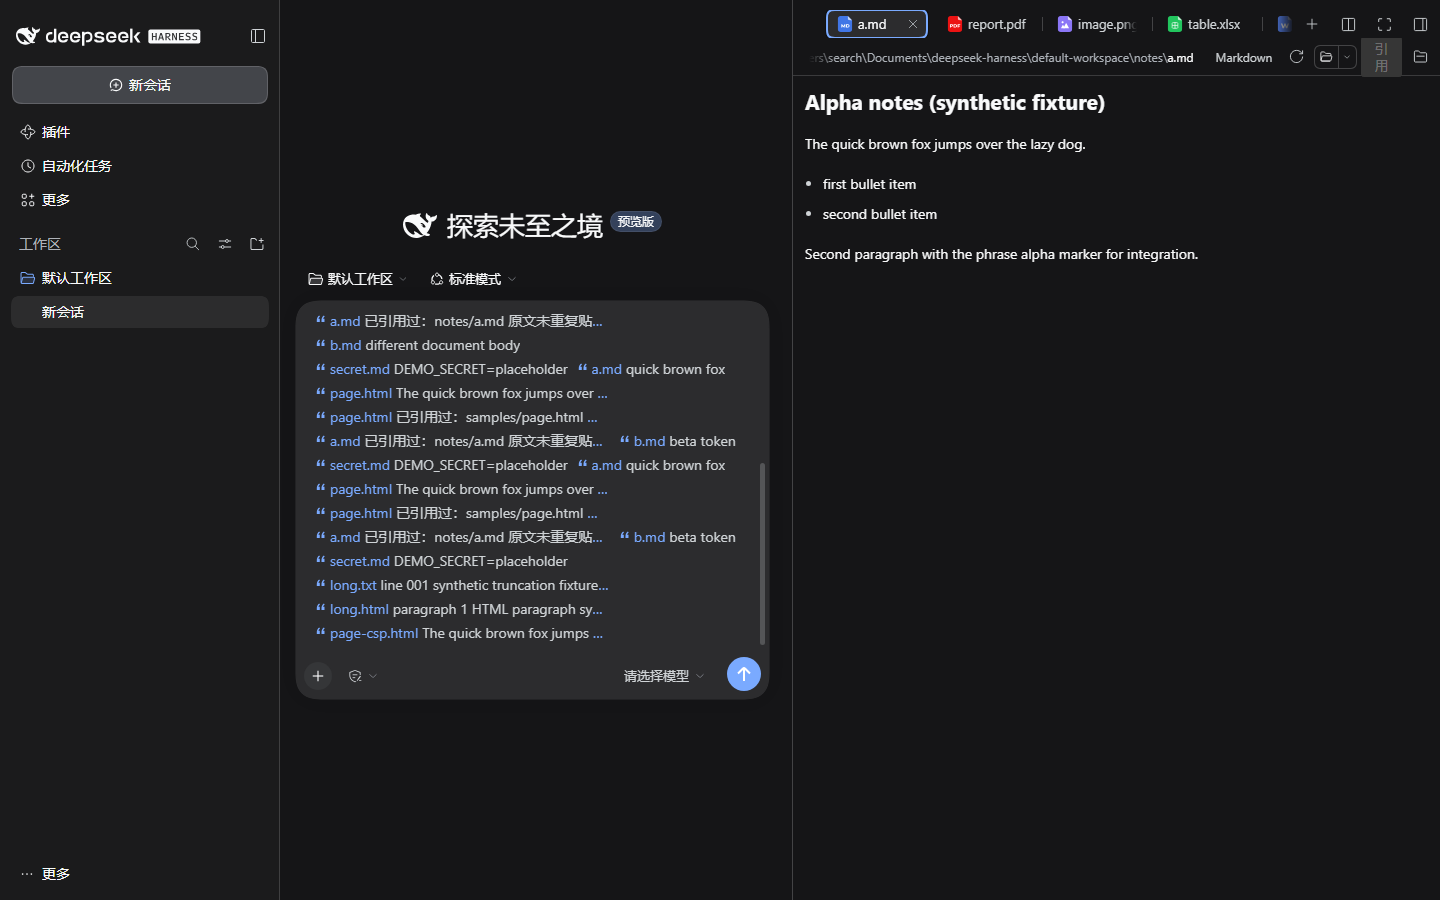 deepseek HARNESS
新会话
插件
自动化任务
更多
工作区
默认工作区
新会话
更多
探索未至之境 预览版
默认工作区 标准模式
“ a.md 已引用过：notes/a.md 原文未重复贴...
“ b.md different document body
“ secret.md DEMO_SECRET=placeholder “ a.md quick brown fox
“ page.html The quick brown fox jumps over ...
“ page.html 已引用过：samples/page.html ...
“ a.md 已引用过：notes/a.md 原文未重复贴... “ b.md beta token
“ secret.md DEMO_SECRET=placeholder “ a.md quick brown fox
“ page.html The quick brown fox jumps over ...
“ page.html 已引用过：samples/page.html ...
“ a.md 已引用过：notes/a.md 原文未重复贴... “ b.md beta token
“ secret.md DEMO_SECRET=placeholder
“ long.txt line 001 synthetic truncation fixture...
“ long.html paragraph 1 HTML paragraph sy...
“ page-csp.html The quick brown fox jumps ...
请选择模型
a.md report.pdf image.png table.xlsx
ers\search\Documents\deepseek-harness\default-workspace\notes\a.md Markdown 引用
Alpha notes (synthetic fixture)
The quick brown fox jumps over the lazy dog.
first bullet item
second bullet item
Second paragraph with the phrase alpha marker for integration.